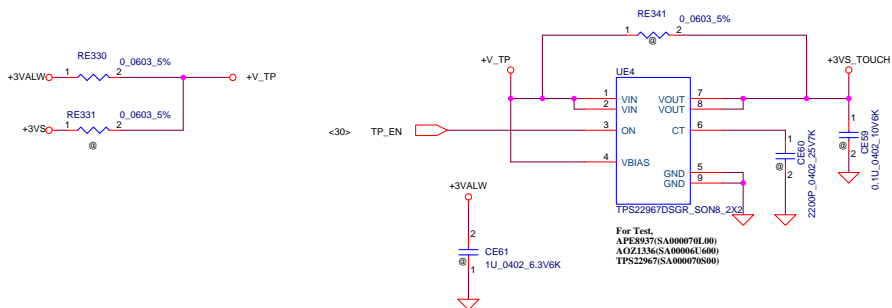 RE341
0_0603_5%
1
2
@
RE330
0_0603_5%
+3VALW
1
2
+V_TP
RE331
0_0603_5%
+3VS
1
2
@
+V_TP
UE4
+3VS_TOUCH
1
VIN
VOUT
7
2
VIN
VOUT
8
<30>
TP_EN
3
ON
CT
6
4
VBIAS
GND
5
GND
9
TPS22967DSGR_SON8_2X2
1
2
@
CE60
2200P_0402_25V7K
1
2
@
CE59
0.1U_0402_10V6K
+3VALW
2
CE61
@
1
1U_0402_6.3V6K
For Test,
APE8937(SA000070L00)
AOZ1336(SA00006U600)
TPS22967(SA000070S00)